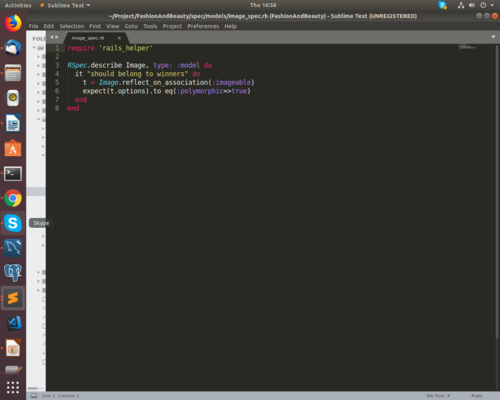 Activities
Sublime Text
Thu 16:58
~/Project/FashionAndBeauty/spec/models/image_spec.rb (FashionAndBeauty) - Sublime Text (UNREGISTERED)
File Edit Selection Find View Goto Tools Project Preferences Help
FOLD
image_spec.rb
1 require 'rails_helper'
2
3 RSpec.describe Image, type: :model do
4 it "should belong to winners" do
5 t = Image.reflect_on_association(:imageable)
6 expect(t.options).to eq(:polymorphic=>true)
7 end
8 end
Skype
Line 1, Column 1
Tab Size: 4
Ruby